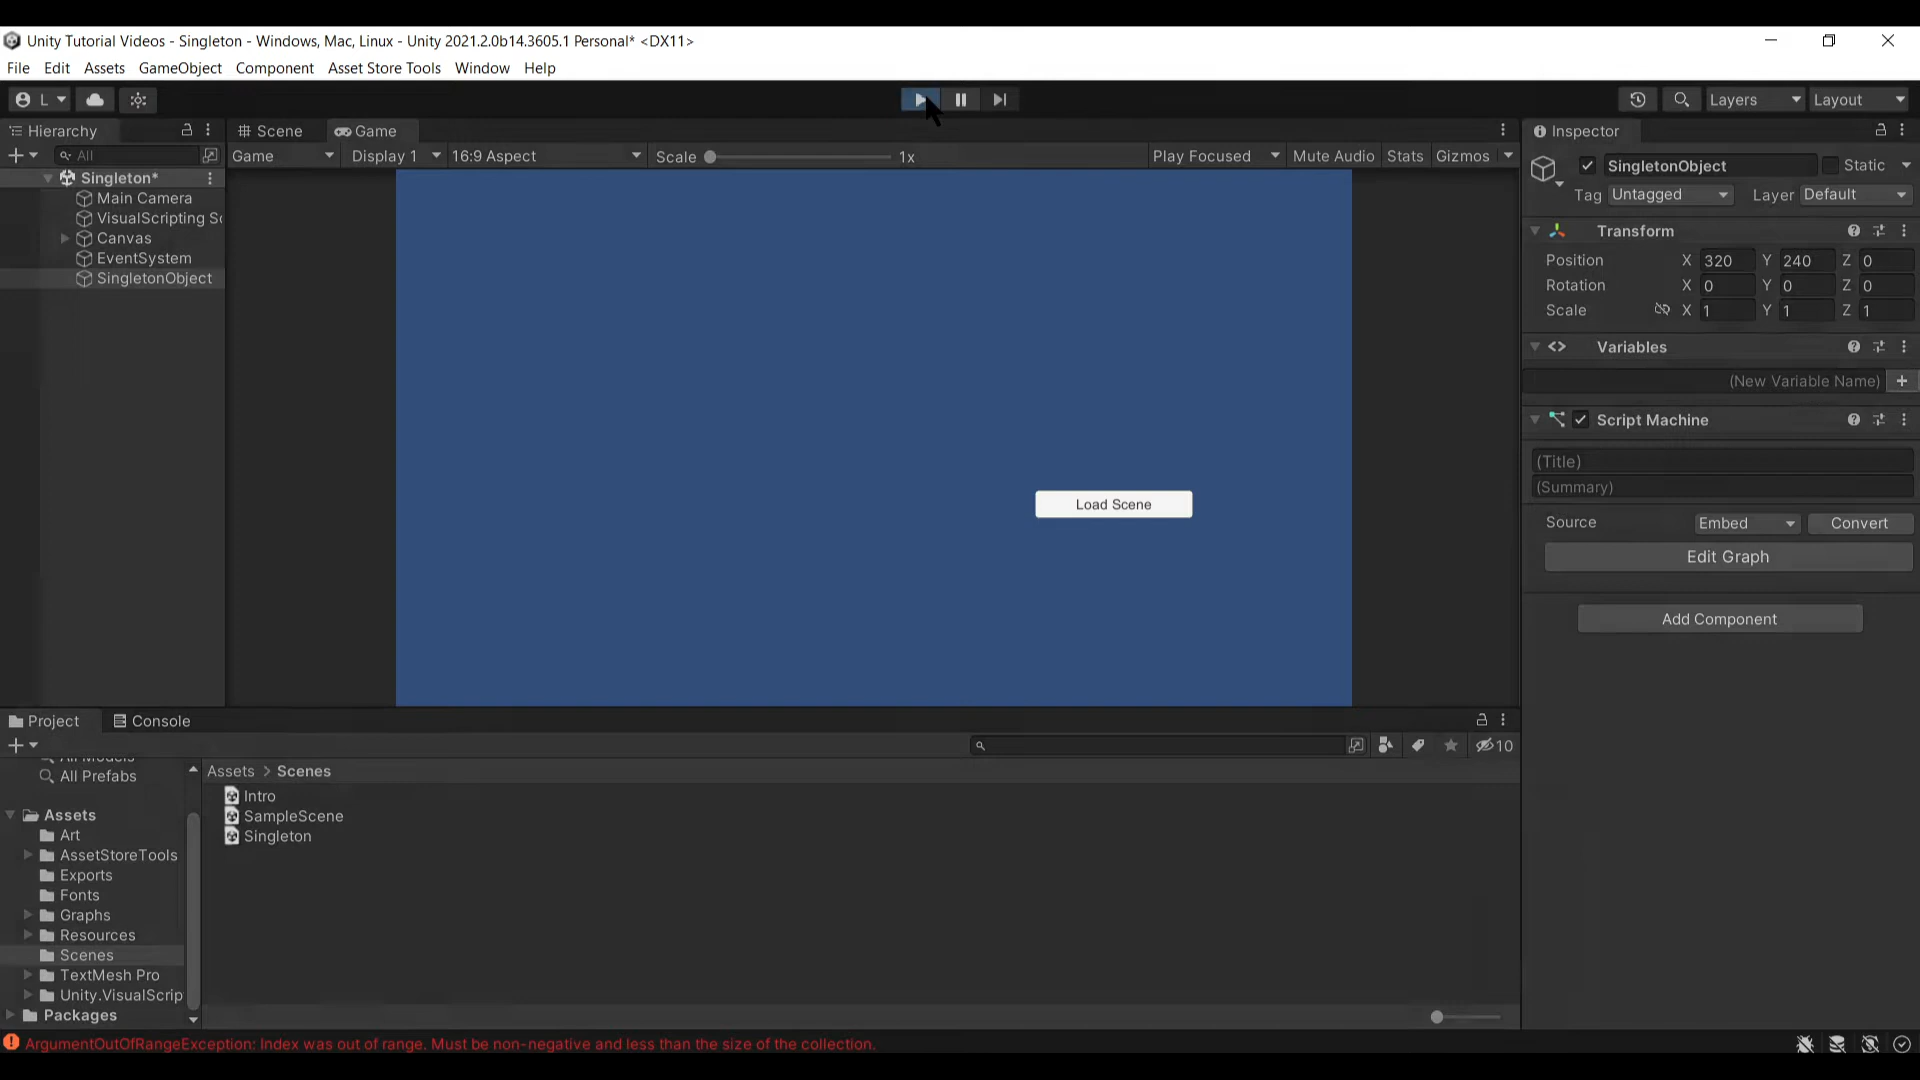 Unity Tutorial Videos - Singleton - Windows, Mac, Linux - Unity 2021.2.0b14.3605.1 Personal* <DX11>
File Edit Assets GameObject Component Asset Store Tools Window Help
L Layers Layout
Hierarchy
All
Singleton*
Main Camera
VisualScripting Sc
Canvas
EventSystem
SingletonObject
Scene Game
Game Display 1 16:9 Aspect Scale 1x Play Focused Mute Audio Stats Gizmos
Load Scene
Inspector
SingletonObject Static
Tag Untagged Layer Default
Transform
Position X 320 Y 240 Z 0
Rotation X 0 Y 0 Z 0
Scale X 1 Y 1 Z 1
Variables
(New Variable Name)
Script Machine
(Title)
(Summary)
Source Embed Convert
Edit Graph
Add Component
Project Console
10
All Models
All Prefabs
Assets
Art
AssetStoreTools
Exports
Fonts
Graphs
Resources
Scenes
TextMesh Pro
Unity.VisualScrip
Packages
Assets > Scenes
Intro
SampleScene
Singleton
ArgumentOutOfRangeException: Index was out of range. Must be non-negative and less than the size of the collection.